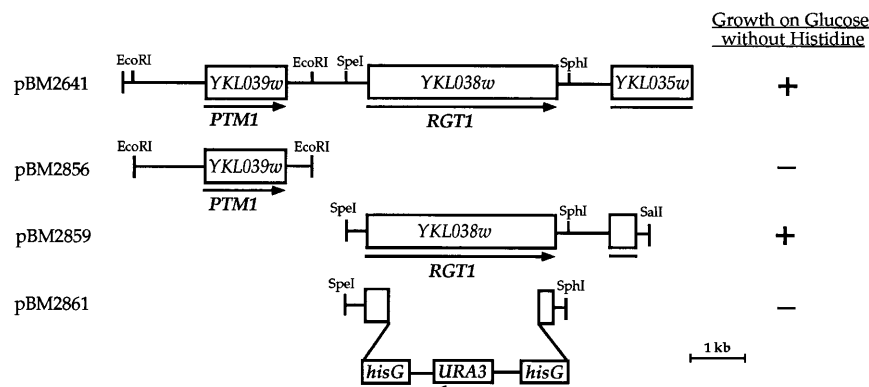 Growth on Glucose
without Histidine
EcoRI EcoRI SpeI SphI
pBM2641 YKL039w YKL038w YKL035w +
PTM1 RGT1
EcoRI EcoRI
pBM2856 YKL039w −
PTM1
SpeI SphI SalI
pBM2859 YKL038w +
RGT1
SpeI SphI
pBM2861 −
hisG URA3 hisG 1 kb